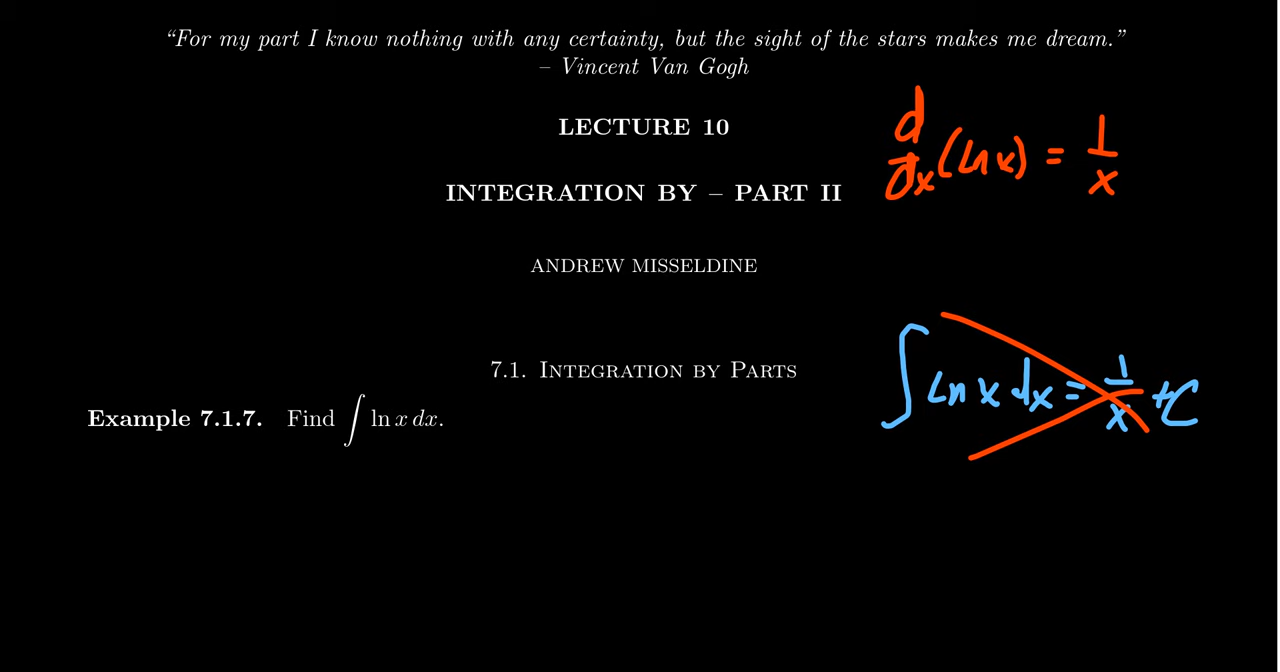 “For my part I know nothing with any certainty, but the sight of the stars makes me dream.”
– Vincent Van Gogh
LECTURE 10
d/dx (ln x) = 1/x
INTEGRATION BY – PART II
ANDREW MISSELDINE
7.1. Integration by Parts
∫ ln x dx = 1/x + C
Example 7.1.7. Find ∫ ln x dx.